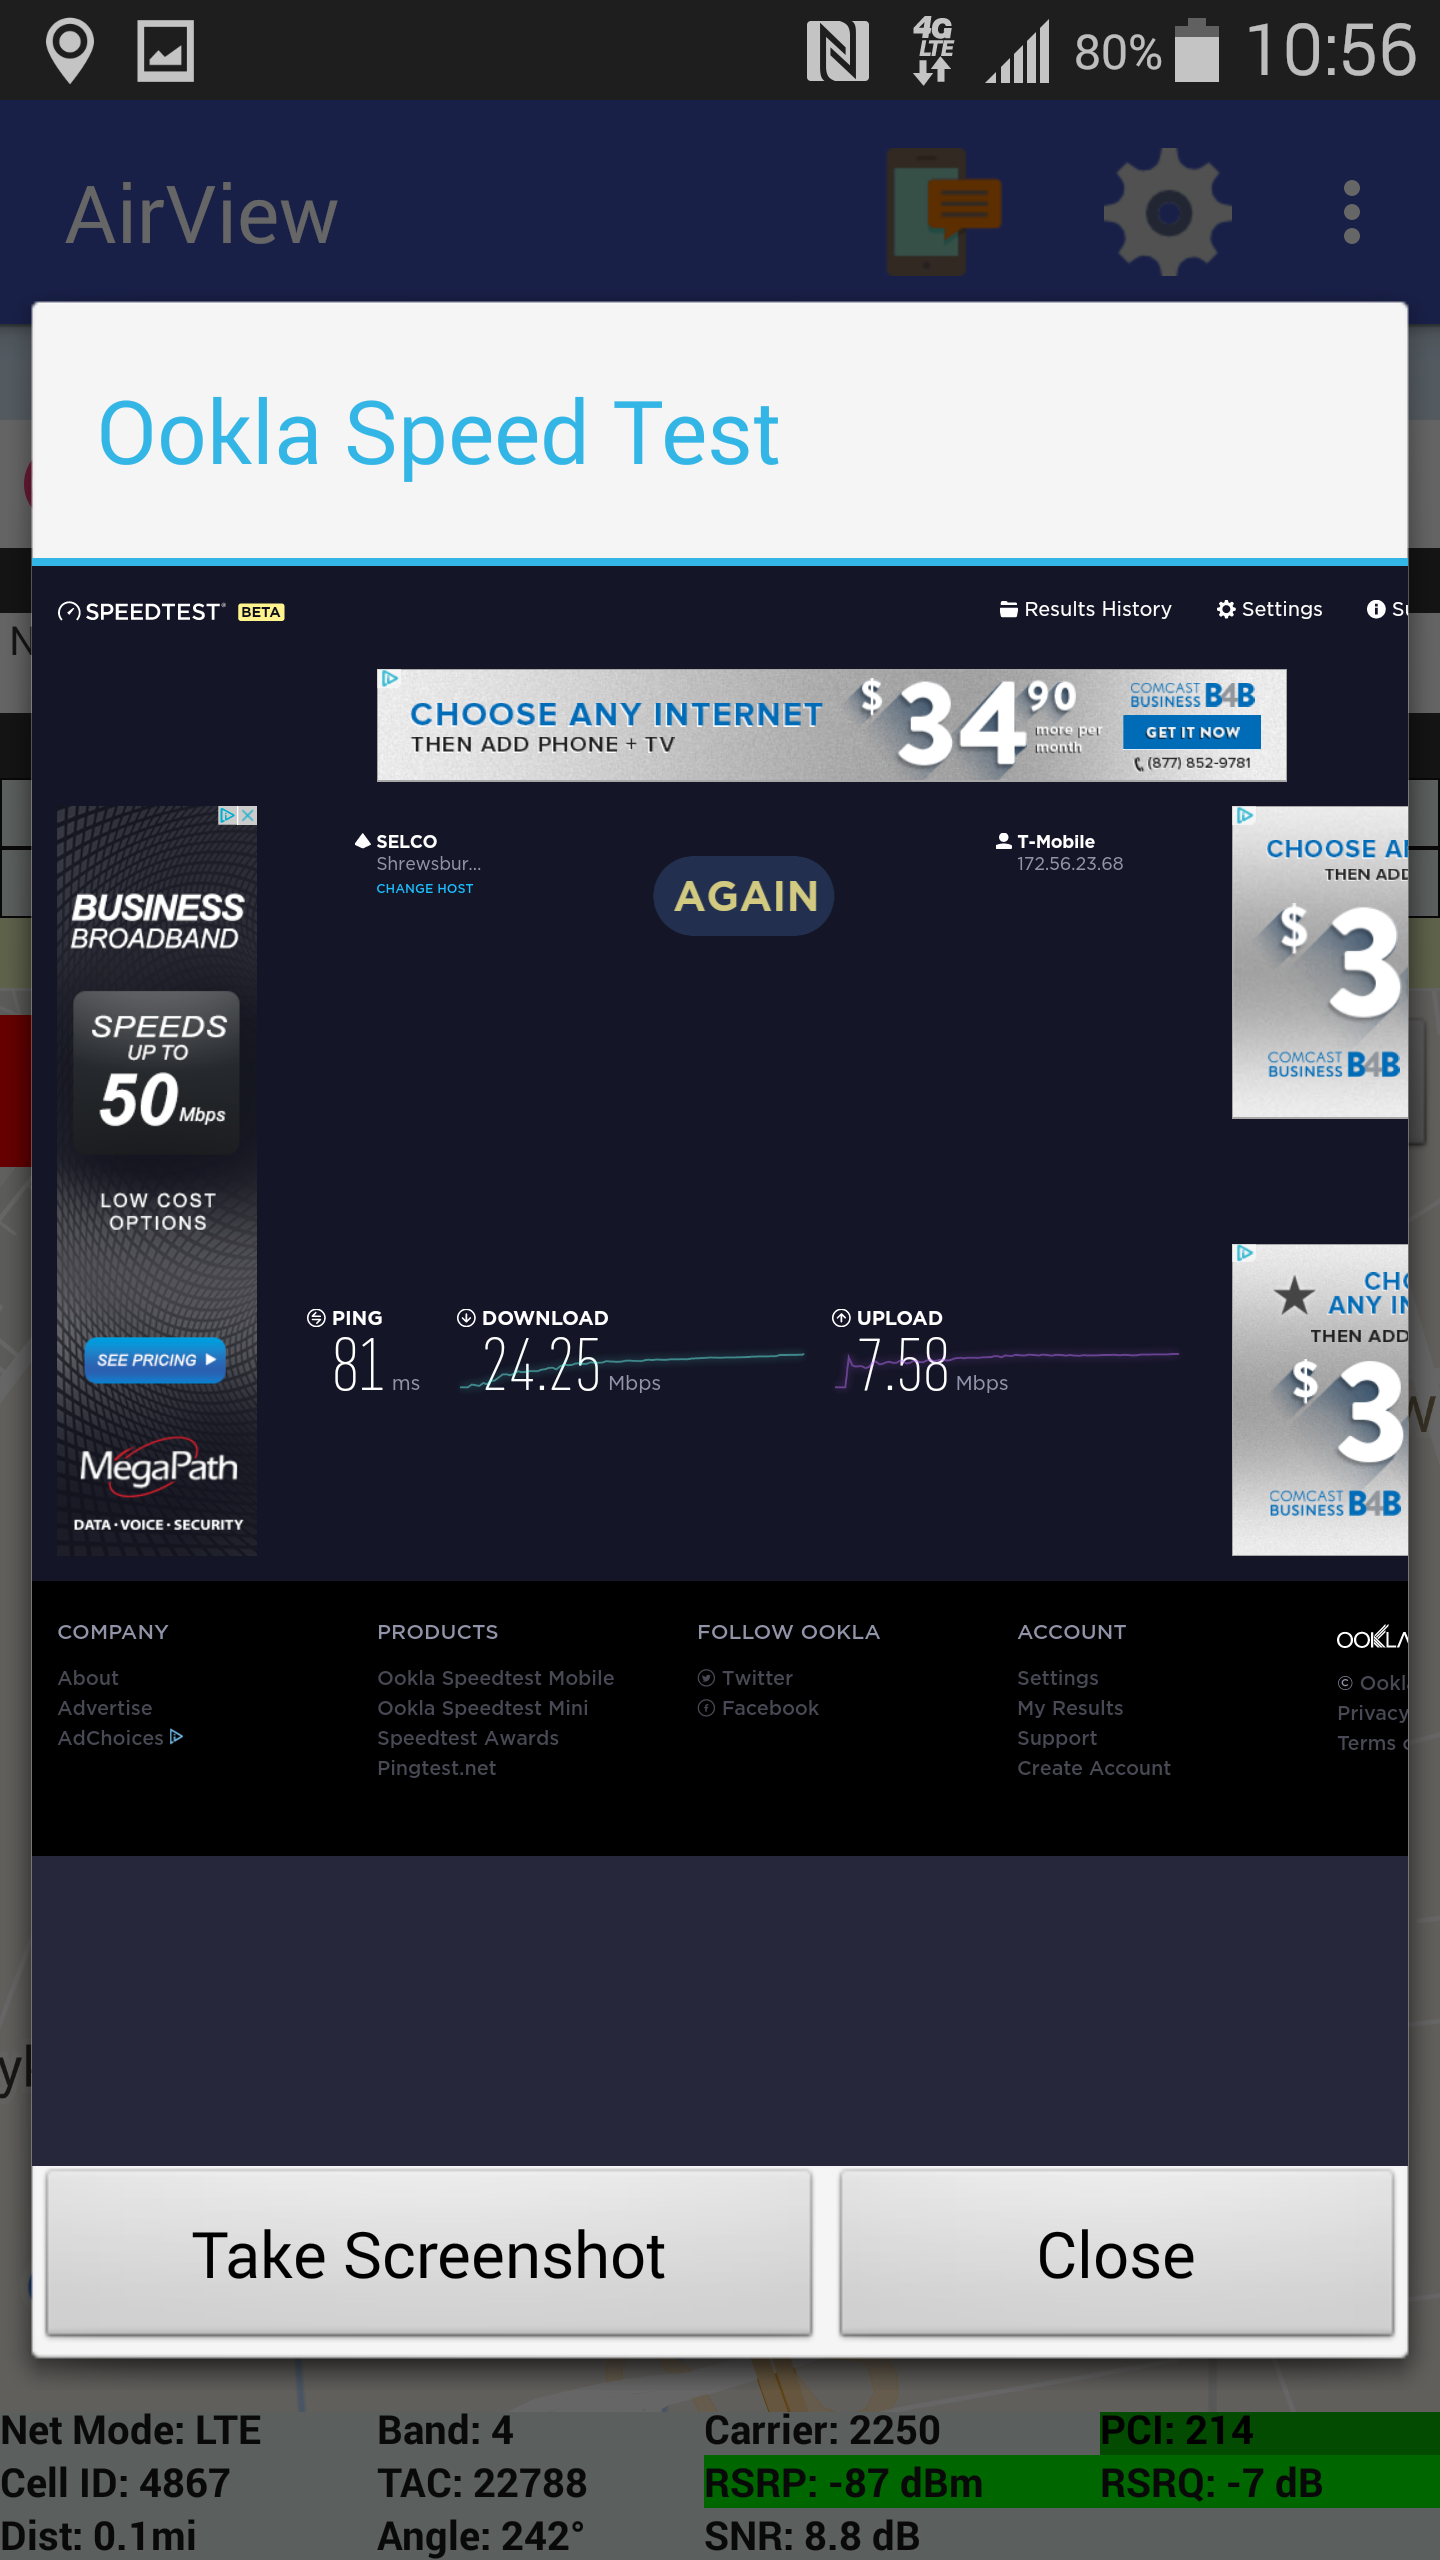 4G LTE 80% 10:56
AirView
Ookla Speed Test
SPEEDTEST BETA
Results History Settings
CHOOSE ANY INTERNET
THEN ADD PHONE + TV
$34 90 more per month
COMCAST BUSINESS B4B
GET IT NOW
(877) 852-9781
BUSINESS
BROADBAND
SPEEDS
UP TO
50 Mbps
LOW COST
OPTIONS
SEE PRICING
MegaPath
DATA · VOICE · SECURITY
SELCO
Shrewsbur...
CHANGE HOST
AGAIN
T-Mobile
172.56.23.68
CHOOSE
THEN ADD
$3
COMCAST
BUSINESS B4B
PING
81 ms
DOWNLOAD
24.25 Mbps
UPLOAD
7.58 Mbps
ANY
THEN ADD
$3
COMCAST
BUSINESS B4B
COMPANY
About
Advertise
AdChoices
PRODUCTS
Ookla Speedtest Mobile
Ookla Speedtest Mini
Speedtest Awards
Pingtest.net
FOLLOW OOKLA
Twitter
Facebook
ACCOUNT
Settings
My Results
Support
Create Account
OOKLA
©
Privacy
Terms
Take Screenshot Close
Net Mode: LTE Band: 4 Carrier: 2250 PCI: 214
Cell ID: 4867 TAC: 22788 RSRP: -87 dBm RSRQ: -7 dB
Dist: 0.1mi Angle: 242° SNR: 8.8 dB